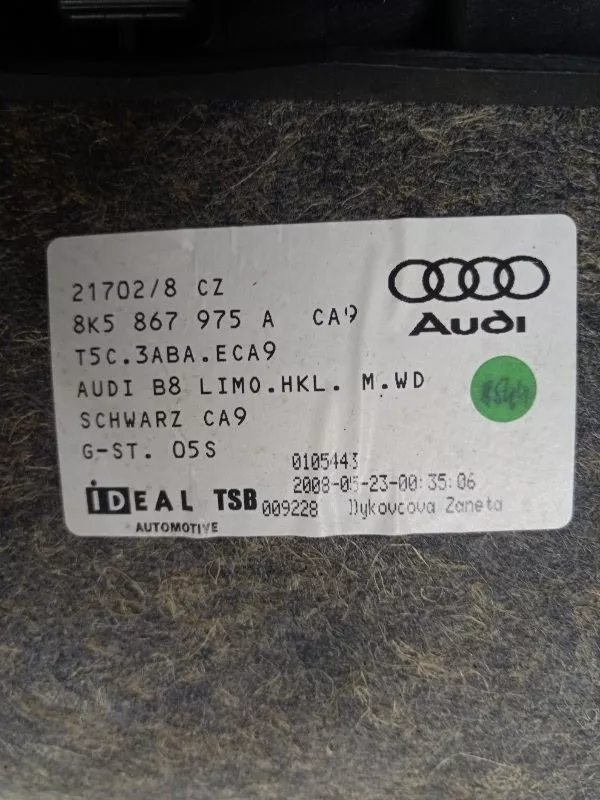 21702/8 CZ
8K5 867 975 A CA9
Audi
T5C.3ABA.ECA9
AUDI B8 LIMO.HKL. M.WD
SCHWARZ CA9
G-ST. 05S
0105443
2008-05-23-00:35:06
IDEAL TSB 009228 Dykovcova Zaneta
AUTOMOTIVE